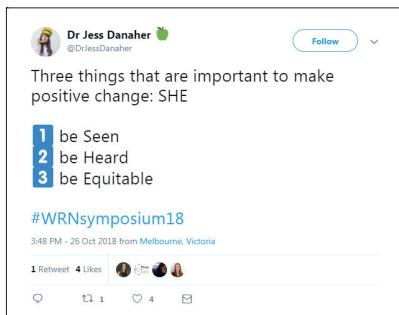 Dr Jess Danaher 🍏
@DrJessDanaher
Follow
Three things that are important to make
positive change: SHE
1 be Seen
2 be Heard
3 be Equitable
#WRNsymposium18
3:48 PM - 26 Oct 2018 from Melbourne, Victoria
1 Retweet 4 Likes
1 4